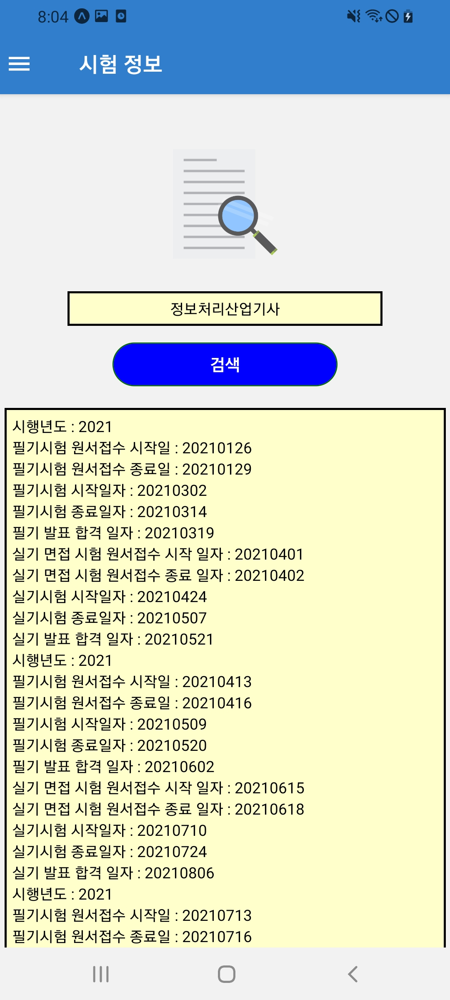 8:04
시험 정보
정보처리산업기사
검색
시행년도 : 2021
필기시험 원서접수 시작일 : 20210126
필기시험 원서접수 종료일 : 20210129
필기시험 시작일자 : 20210302
필기시험 종료일자 : 20210314
필기 발표 합격 일자 : 20210319
실기 면접 시험 원서접수 시작 일자 : 20210401
실기 면접 시험 원서접수 종료 일자 : 20210402
실기시험 시작일자 : 20210424
실기시험 종료일자 : 20210507
실기 발표 합격 일자 : 20210521
시행년도 : 2021
필기시험 원서접수 시작일 : 20210413
필기시험 원서접수 종료일 : 20210416
필기시험 시작일자 : 20210509
필기시험 종료일자 : 20210520
필기 발표 합격 일자 : 20210602
실기 면접 시험 원서접수 시작 일자 : 20210615
실기 면접 시험 원서접수 종료 일자 : 20210618
실기시험 시작일자 : 20210710
실기시험 종료일자 : 20210724
실기 발표 합격 일자 : 20210806
시행년도 : 2021
필기시험 원서접수 시작일 : 20210713
필기시험 원서접수 종료일 : 20210716